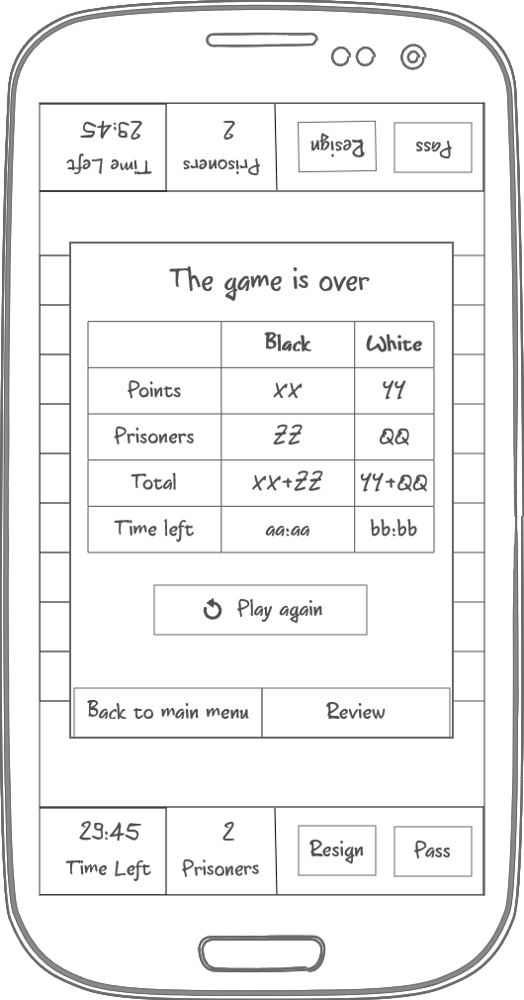 29:45
Time Left
2
Prisoners
Resign
Pass
The game is over
Black White
Points XX YY
Prisoners ZZ QQ
Total XX+ZZ YY+QQ
Time left aa:aa bb:bb
Play again
Back to main menu Review
29:45
Time Left
2
Prisoners
Resign
Pass